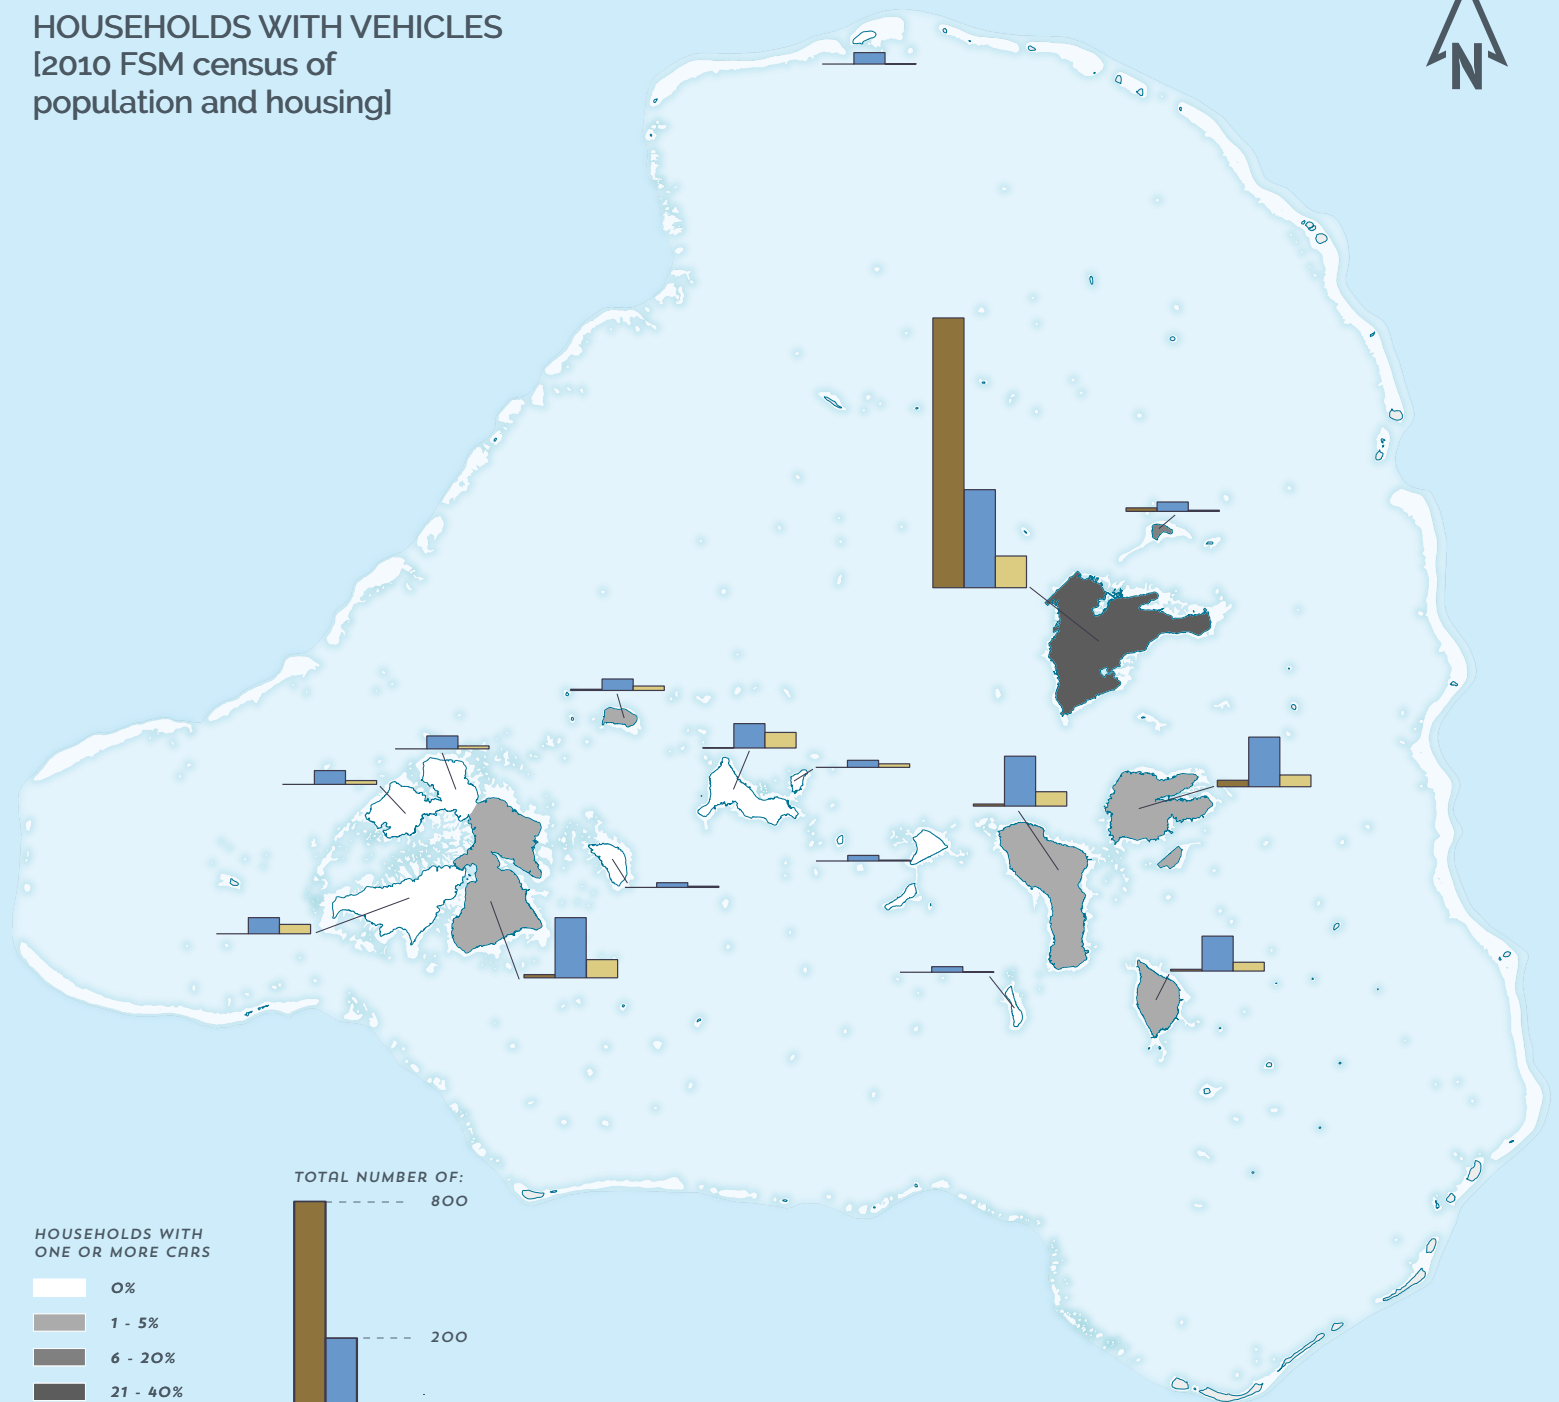 HOUSEHOLDS WITH VEHICLES
[2010 FSM census of
population and housing]
N
TOTAL NUMBER OF:
800
200
HOUSEHOLDS WITH
ONE OR MORE CARS
0%
1 - 5%
6 - 20%
21 - 40%